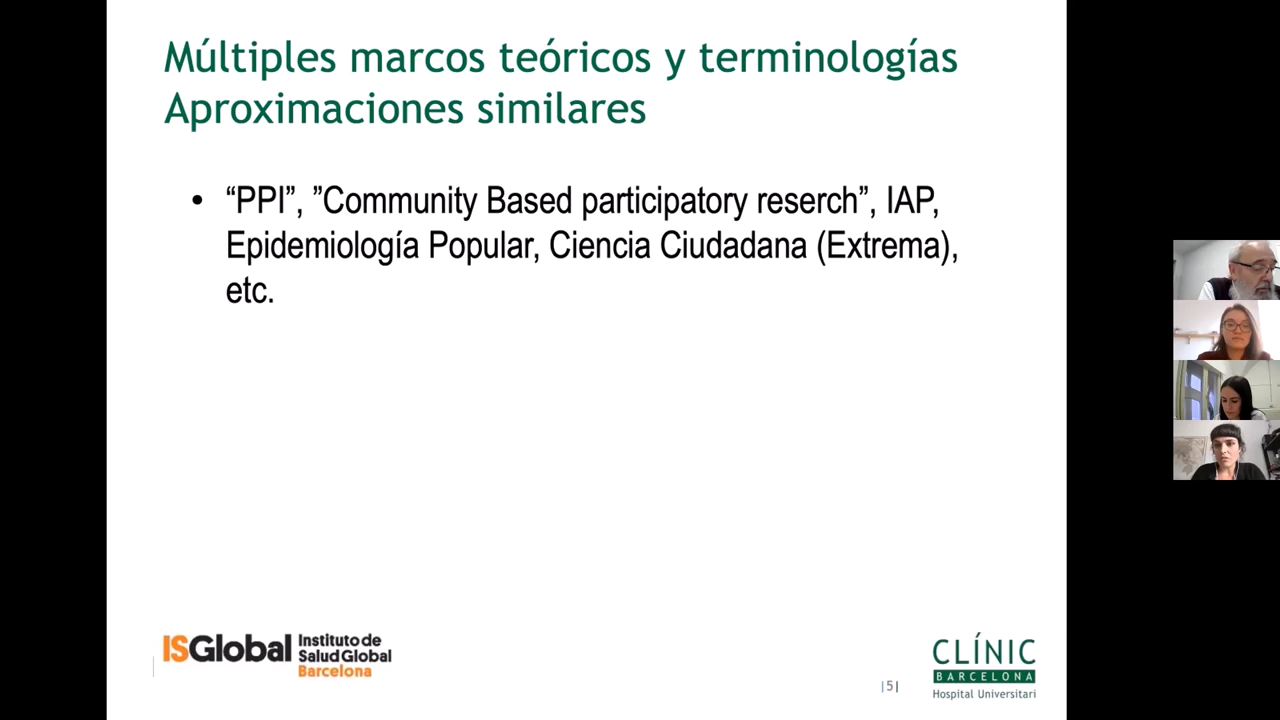 Múltiples marcos teóricos y terminologías
Aproximaciones similares
• “PPI”, ”Community Based participatory reserch”, IAP,
Epidemiología Popular, Ciencia Ciudadana (Extrema),
etc.
ISGlobal Instituto de
Salud Global
Barcelona
|5|
CLÍNIC
BARCELONA
Hospital Universitari